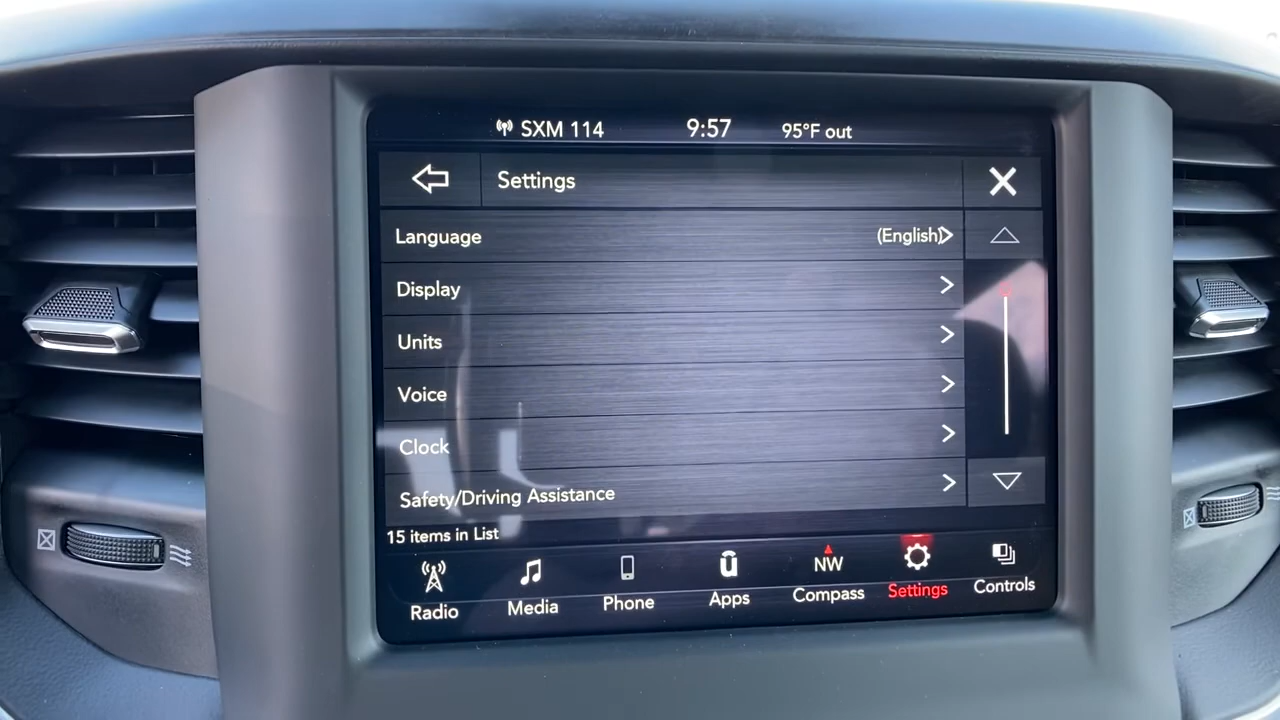 SXM 114 9:57 95°F out
Settings
Language (English)
Display
Units
Voice
Clock
Safety/Driving Assistance
15 items in List
Radio Media Phone Apps NW Compass Settings Controls